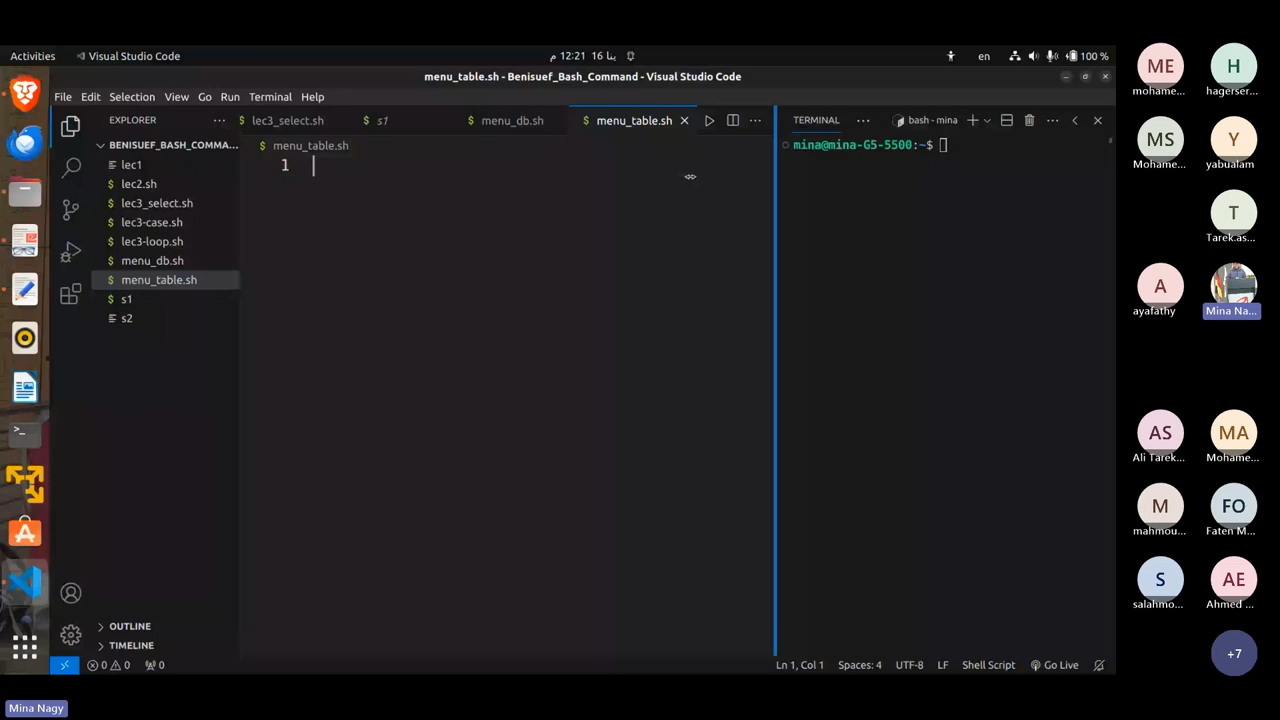 Activities
Visual Studio Code
12:21 م
16 ينا
en
100 %
menu_table.sh - Benisuef_Bash_Command - Visual Studio Code
File Edit Selection View Go Run Terminal Help
EXPLORER
lec3_select.sh
s1
menu_db.sh
menu_table.sh
TERMINAL
bash - mina
BENISUEF_BASH_COMMA...
lec1
lec2.sh
lec3_select.sh
lec3-case.sh
lec3-loop.sh
menu_db.sh
menu_table.sh
s1
s2
OUTLINE
TIMELINE
menu_table.sh
1
mina@mina-G5-5500:~$
0 0 0
Ln 1, Col 1 Spaces: 4 UTF-8 LF Shell Script Go Live
ME
mohame...
H
hagerser...
MS
Mohame...
Y
yabualam
T
Tarek.as...
A
ayafathy
Mina Na...
AS
Ali Tarek...
MA
Mohame...
M
mahmou...
FO
Faten M...
S
salahmo...
AE
Ahmed ...
+7
Mina Nagy